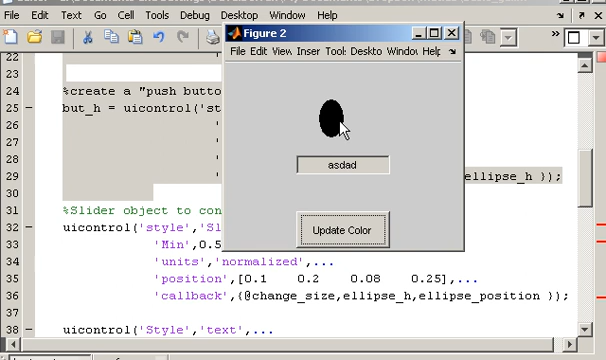 File Edit Text Go Cell Tools Debug Desktop Window Help
Figure 2
File Edit View Inser Tool: Deskto Windov Help
asdad
Update Color
22 '
23
24 %create a "push butto
25 but_h = uicontrol('st
26 '
27 '
28 '
29 ' ellipse_h });
30
31 %Slider object to con
32 uicontrol('style','Sl
33 'Min',0.5
34 'units','normalized',...
35 'position',[0.1 0.2 0.08 0.25],...
36 'callback',{@change_size,ellipse_h,ellipse_position });
37
38 uicontrol('Style','text',...